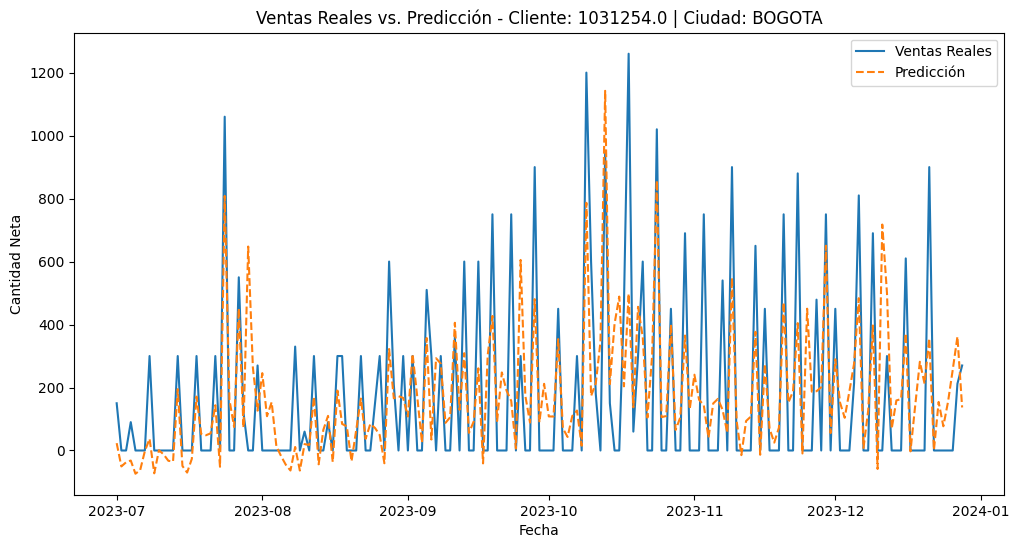 Ventas Reales vs. Predicción - Cliente: 1031254.0 | Ciudad: BOGOTA
Ventas Reales
Predicción
Cantidad Neta
1200
1000
800
600
400
200
0
2023-07
2023-08
2023-09
2023-10
2023-11
2023-12
2024-01
Fecha